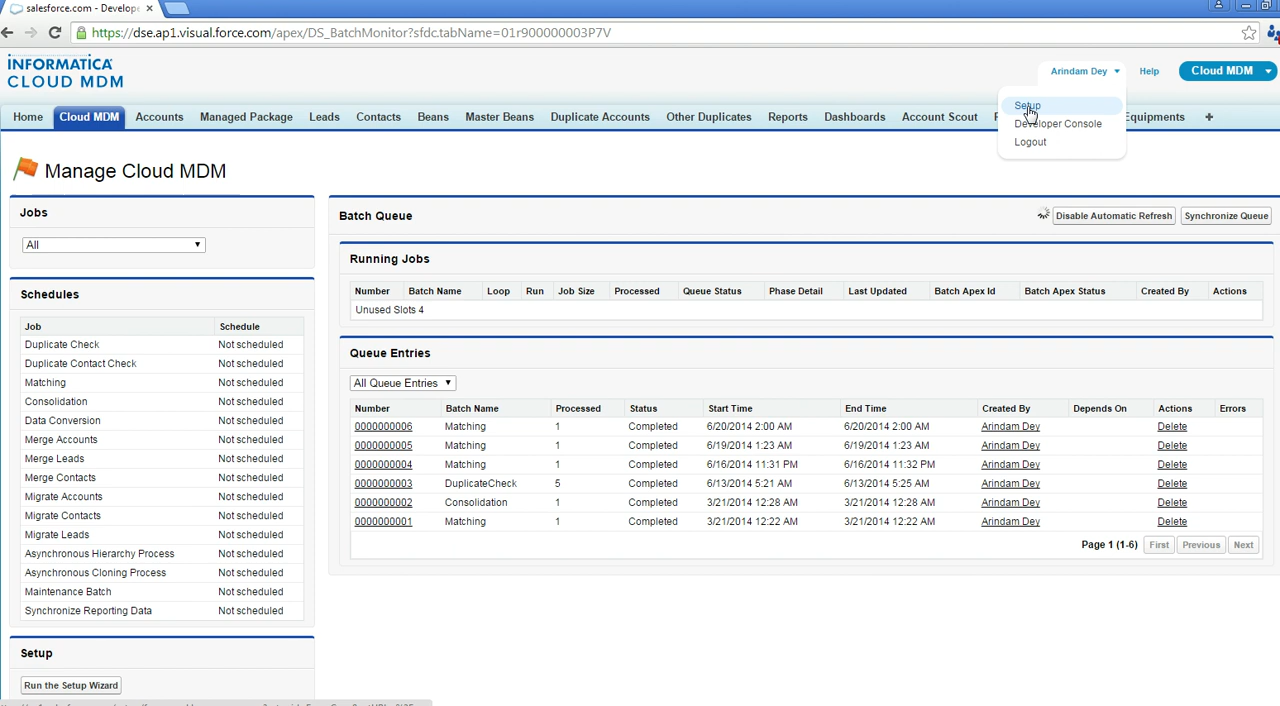 salesforce.com - Develope
https://dse.ap1.visual.force.com/apex/DS_BatchMonitor?sfdc.tabName=01r900000003P7V
INFORMATICA
CLOUD MDM
Arindam Dey Help Cloud MDM
Setup
Developer Console
Logout
Home Cloud MDM Accounts Managed Package Leads Contacts Beans Master Beans Duplicate Accounts Other Duplicates Reports Dashboards Account Scout Equipments +
Manage Cloud MDM
Jobs
All
Schedules
Job Schedule
Duplicate Check Not scheduled
Duplicate Contact Check Not scheduled
Matching Not scheduled
Consolidation Not scheduled
Data Conversion Not scheduled
Merge Accounts Not scheduled
Merge Leads Not scheduled
Merge Contacts Not scheduled
Migrate Accounts Not scheduled
Migrate Contacts Not scheduled
Migrate Leads Not scheduled
Asynchronous Hierarchy Process Not scheduled
Asynchronous Cloning Process Not scheduled
Maintenance Batch Not scheduled
Synchronize Reporting Data Not scheduled
Setup
Run the Setup Wizard
Batch Queue Disable Automatic Refresh Synchronize Queue
Running Jobs
Number Batch Name Loop Run Job Size Processed Queue Status Phase Detail Last Updated Batch Apex Id Batch Apex Status Created By Actions
Unused Slots 4
Queue Entries
All Queue Entries
Number Batch Name Processed Status Start Time End Time Created By Depends On Actions Errors
0000000006 Matching 1 Completed 6/20/2014 2:00 AM 6/20/2014 2:00 AM Arindam Dey Delete
0000000005 Matching 1 Completed 6/19/2014 1:23 AM 6/19/2014 1:23 AM Arindam Dey Delete
0000000004 Matching 1 Completed 6/16/2014 11:31 PM 6/16/2014 11:32 PM Arindam Dey Delete
0000000003 DuplicateCheck 5 Completed 6/13/2014 5:21 AM 6/13/2014 5:25 AM Arindam Dey Delete
0000000002 Consolidation 1 Completed 3/21/2014 12:28 AM 3/21/2014 12:28 AM Arindam Dey Delete
0000000001 Matching 1 Completed 3/21/2014 12:22 AM 3/21/2014 12:22 AM Arindam Dey Delete
Page 1 (1-6) First Previous Next